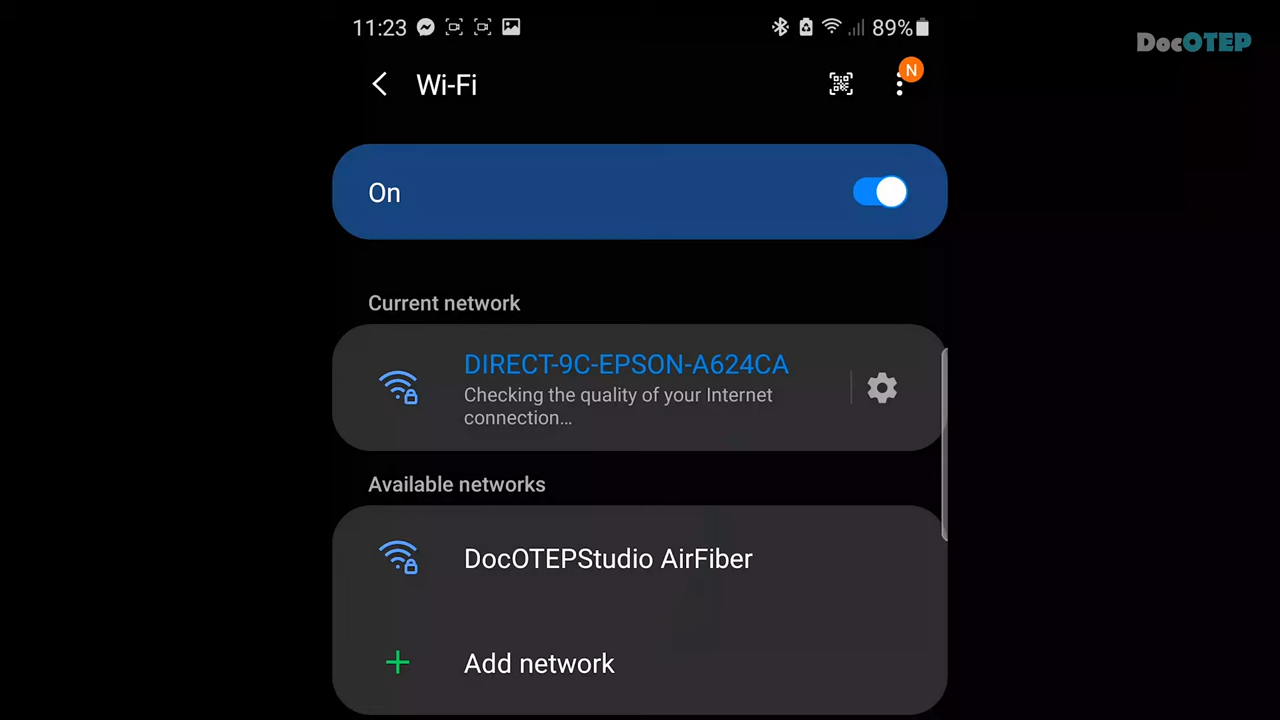 11:23 89%
DocOTEP
Wi-Fi
N
On
Current network
DIRECT-9C-EPSON-A624CA
Checking the quality of your Internet
connection...
Available networks
DocOTEPStudio AirFiber
Add network